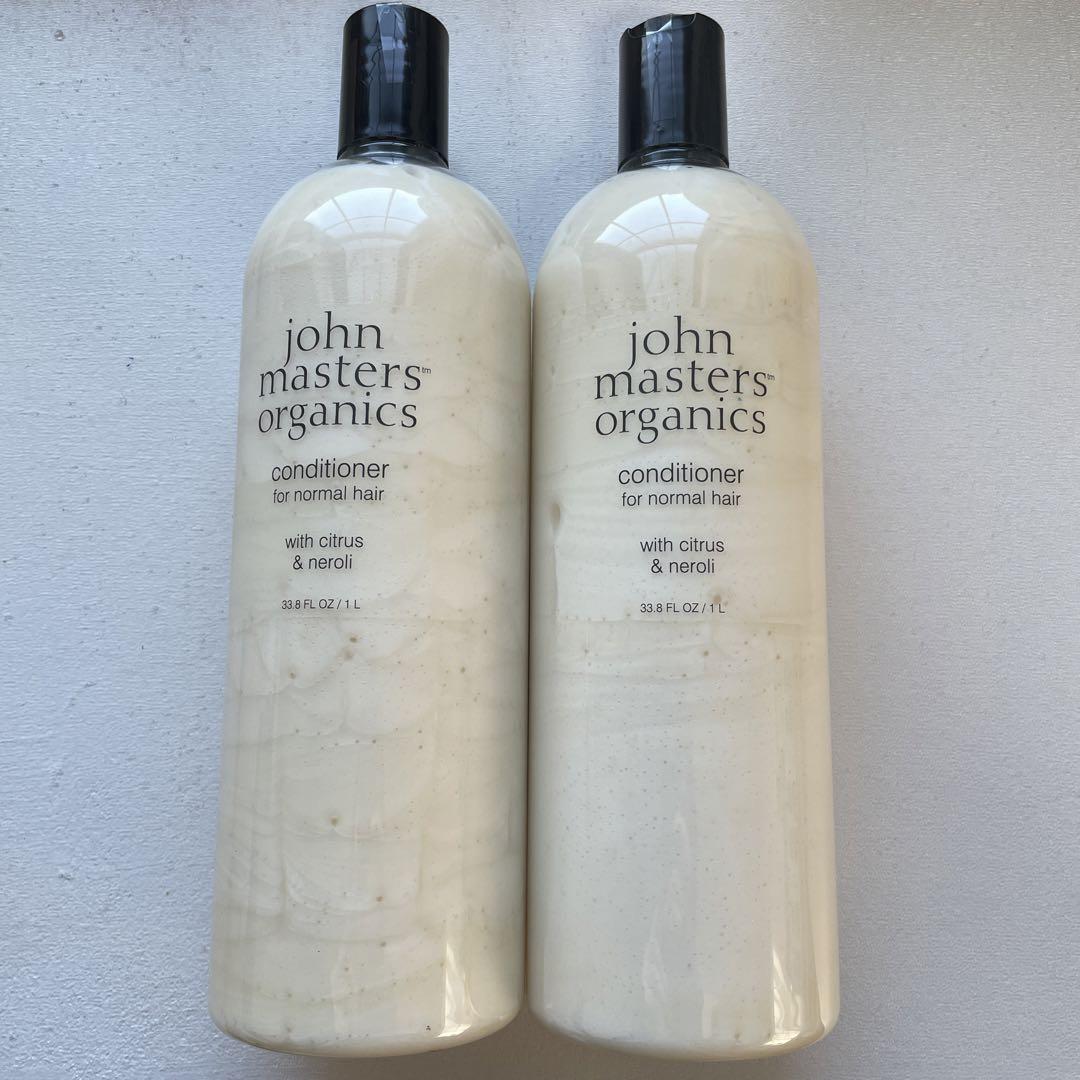 john
masters™
organics
conditioner
for normal hair
with citrus
& neroli
33.8 FL OZ / 1 L
john
masters™
organics
conditioner
for normal hair
with citrus
& neroli
33.8 FL OZ / 1 L